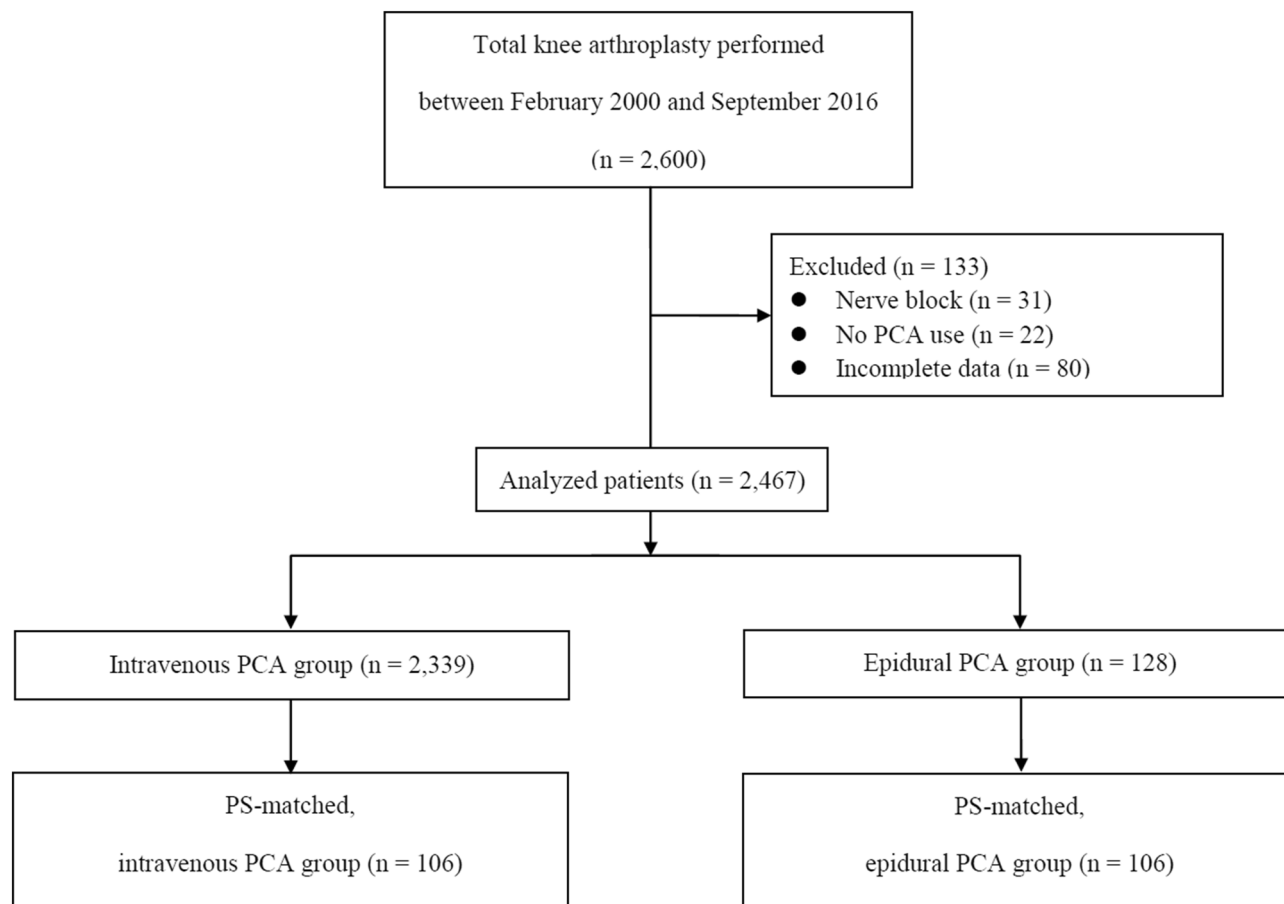 Total knee arthroplasty performed
between February 2000 and September 2016
(n = 2,600)
Excluded (n = 133)
● Nerve block (n = 31)
● No PCA use (n = 22)
● Incomplete data (n = 80)
Analyzed patients (n = 2,467)
Intravenous PCA group (n = 2,339)
Epidural PCA group (n = 128)
PS-matched,
intravenous PCA group (n = 106)
PS-matched,
epidural PCA group (n = 106)